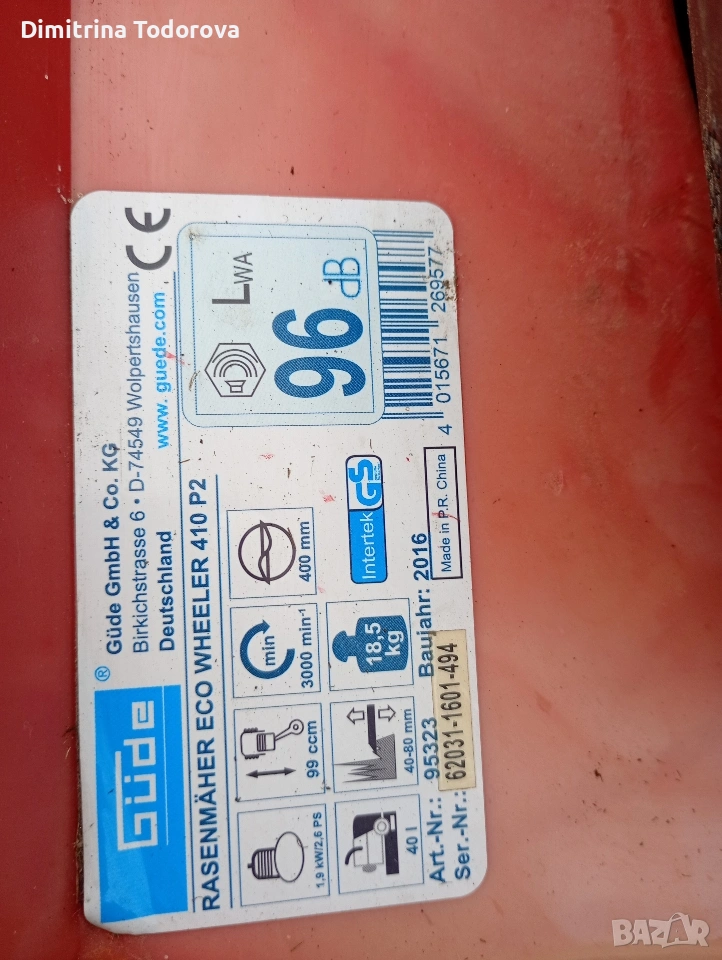 Dimitrina Todorova
Güde
®
Güde GmbH & Co. KG
Birkichstrasse 6 • D-74549 Wolpertshausen
Deutschland
www.guede.com
CE
RASENMÄHER ECO WHEELER 410 P2
1,9 kW/2,6 PS
99 ccm
min
3000 min⁻¹
400 mm
40 l
40-80 mm
18,5
kg
Intertek
GS
LWA
96
dB
Art.-Nr.: 95323 Baujahr: 2016
Ser.-Nr.: 62031-1601-494
Made in P.R. China
4 015671 269577
BAZAR